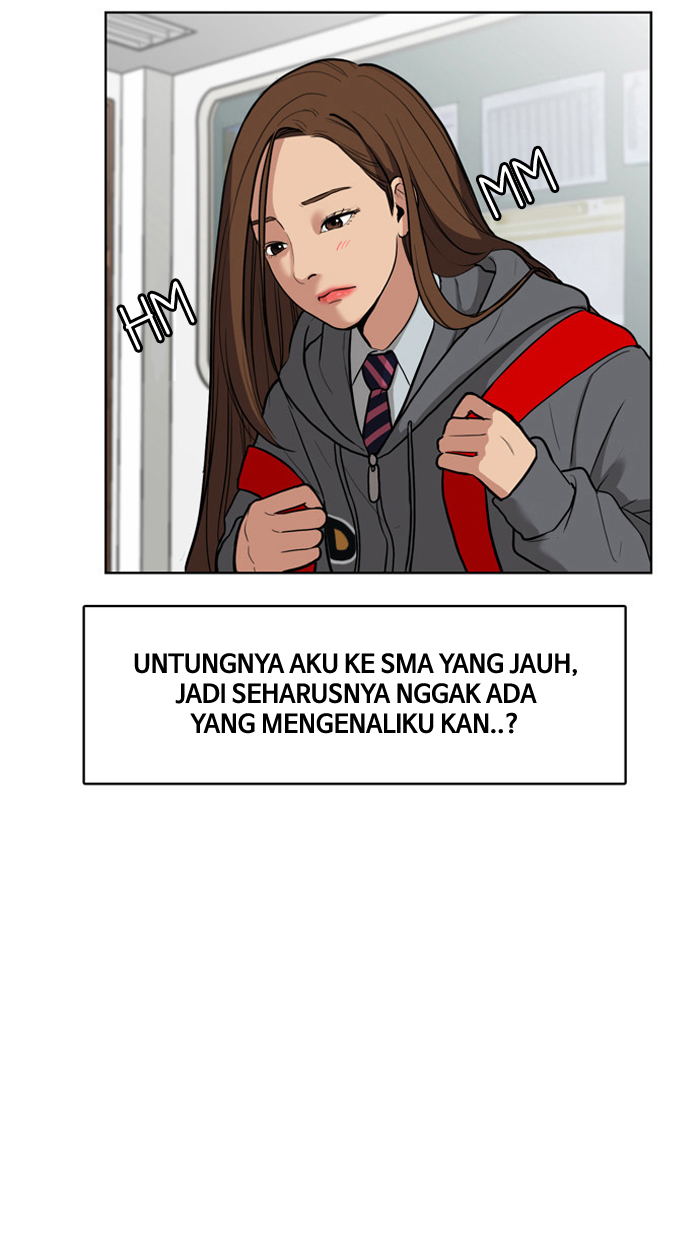 MM
HM
UNTUNGNYA AKU KE SMA YANG JAUH,
JADI SEHARUSNYA NGGAK ADA
YANG MENGENALIKU KAN..?